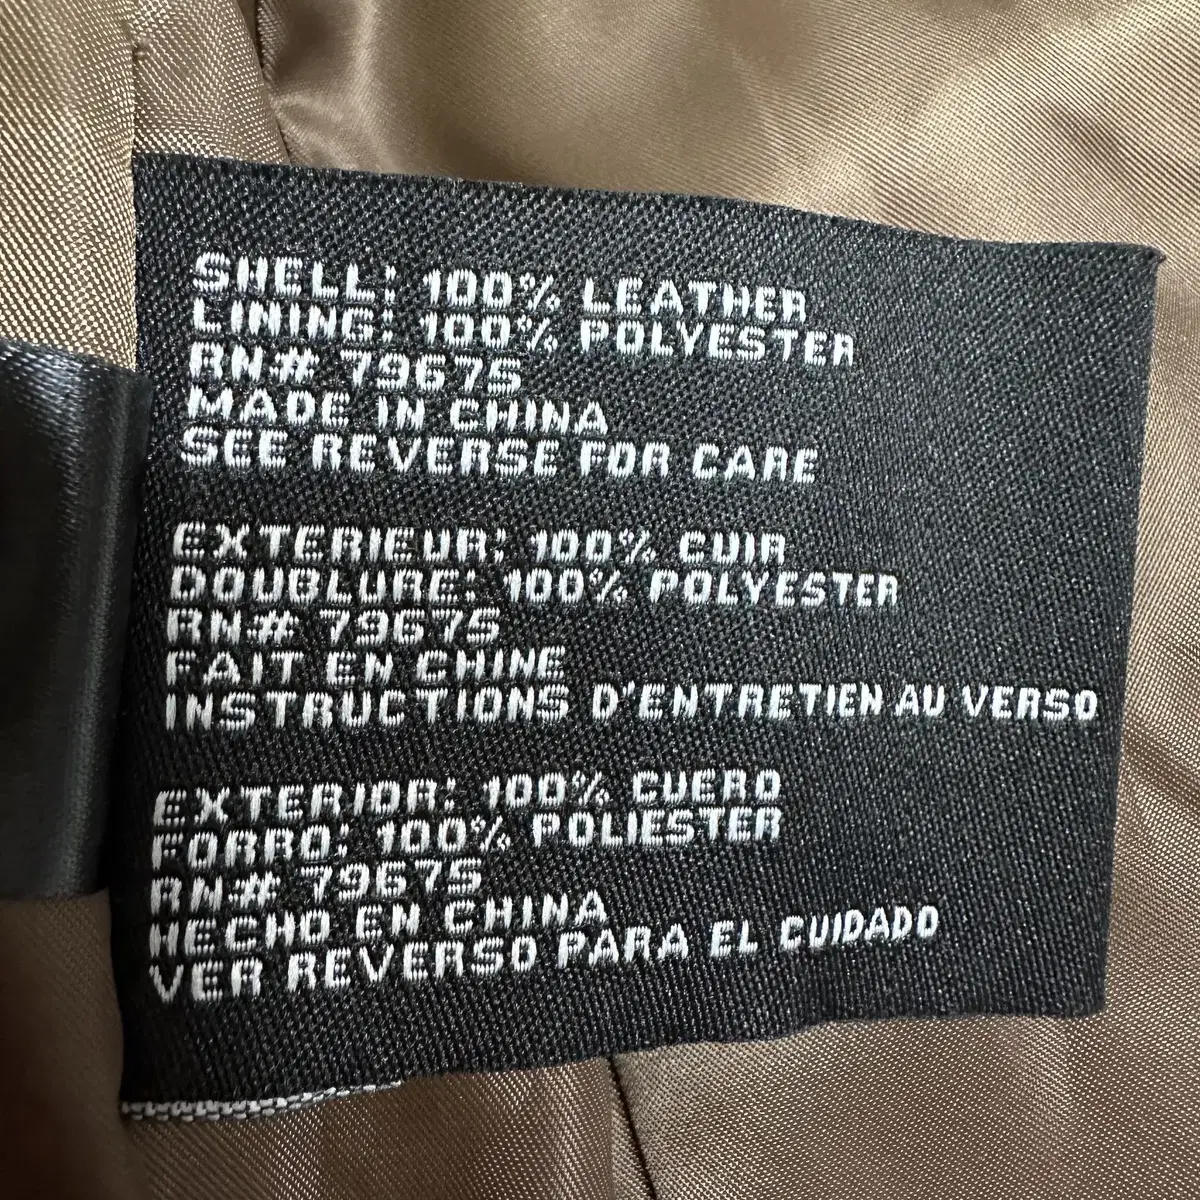 SHELL: 100% LEATHER
LINING: 100% POLYESTER
RN# 79675
MADE IN CHINA
SEE REVERSE FOR CARE
EXTERIEUR: 100% CUIR
DOUBLURE: 100% POLYESTER
RN# 79675
FAIT EN CHINE
INSTRUCTIONS D'ENTRETIEN AU VERSO
EXTERIOR: 100% CUERO
FORRO: 100% POLIESTER
RN# 79675
HECHO EN CHINA
VER REVERSO PARA EL CUIDADO